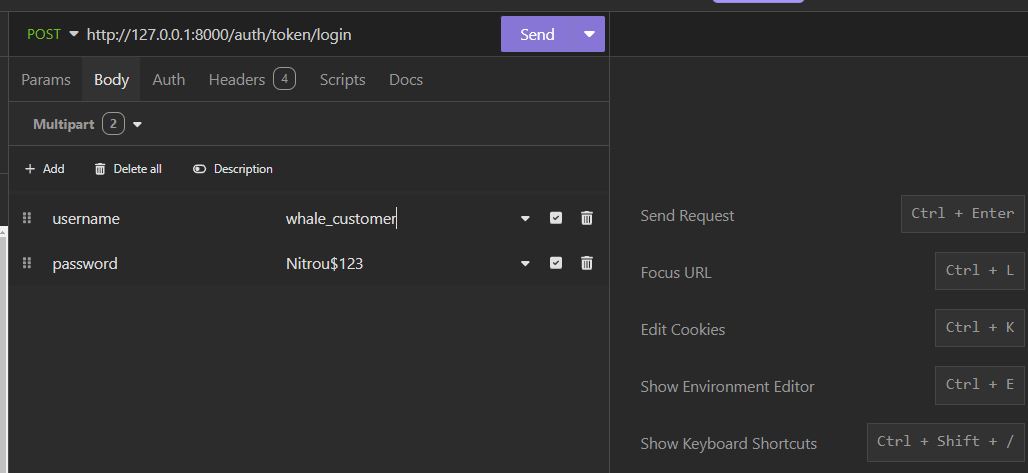 POST http://127.0.0.1:8000/auth/token/login Send
Params Body Auth Headers 4 Scripts Docs
Multipart 2
+ Add Delete all Description
username whale_customer
password Nitrou$123
Send Request Ctrl + Enter
Focus URL Ctrl + L
Edit Cookies Ctrl + K
Show Environment Editor Ctrl + E
Show Keyboard Shortcuts Ctrl + Shift + /